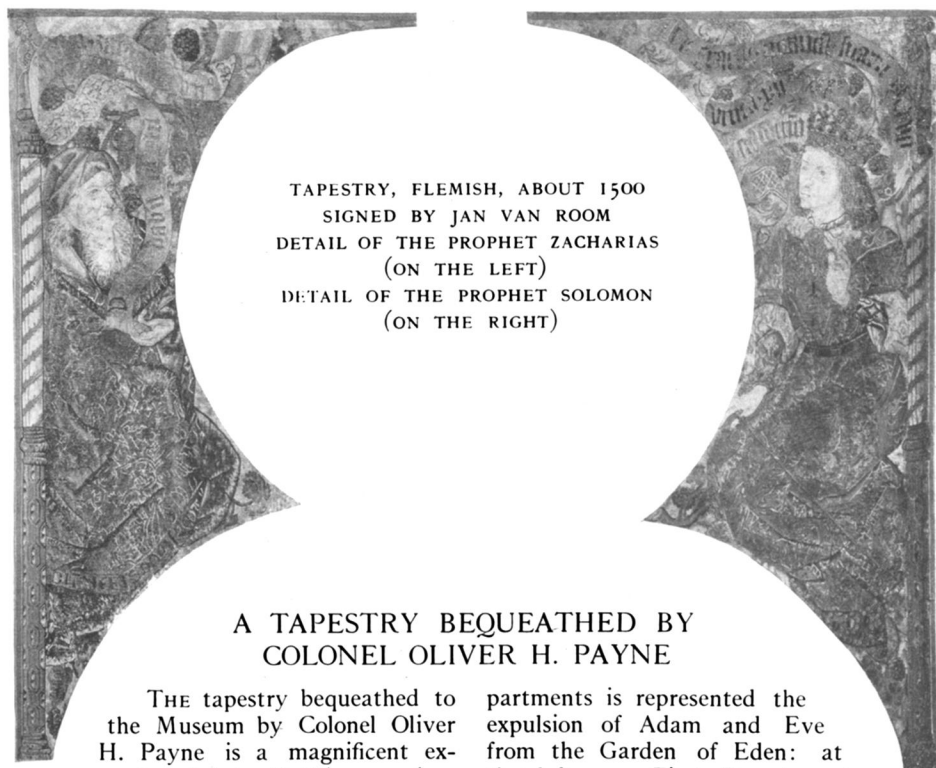 TAPESTRY, FLEMISH, ABOUT 1500
SIGNED BY JAN VAN ROOM
DETAIL OF THE PROPHET ZACHARIAS
(ON THE LEFT)
DETAIL OF THE PROPHET SOLOMON
(ON THE RIGHT)
A TAPESTRY BEQUEATHED BY
COLONEL OLIVER H. PAYNE
THE tapestry bequeathed to
the Museum by Colonel Oliver
H. Payne is a magnificent ex-
partments is represented the
expulsion of Adam and Eve
from the Garden of Eden: at